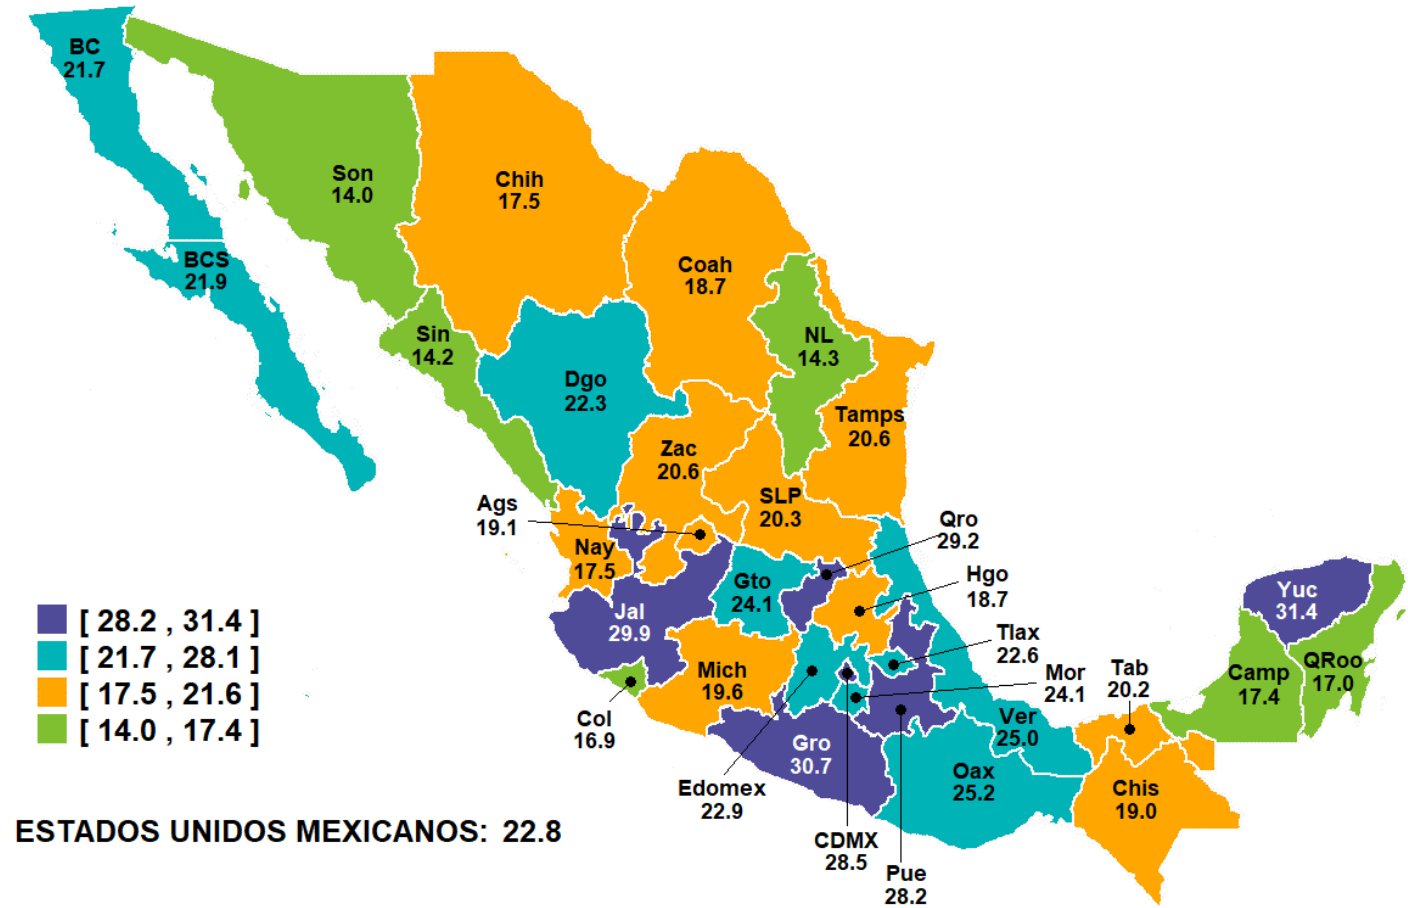 BC
21.7
Son
14.0
Chih
17.5
BCS
21.9
Coah
18.7
Sin
14.2
NL
14.3
Dgo
22.3
Tamps
20.6
Zac
20.6
Ags
19.1
SLP
20.3
Qro
29.2
Nay
17.5
Gto
24.1
Hgo
18.7
Jal
29.9
Yuc
31.4
Tlax
22.6
Mich
19.6
Mor
24.1
Tab
20.2
Camp
17.4
QRoo
17.0
Col
16.9
Ver
25.0
Gro
30.7
Oax
25.2
Edomex
22.9
Chis
19.0
CDMX
28.5
Pue
28.2
[ 28.2 , 31.4 ]
[ 21.7 , 28.1 ]
[ 17.5 , 21.6 ]
[ 14.0 , 17.4 ]
ESTADOS UNIDOS MEXICANOS: 22.8